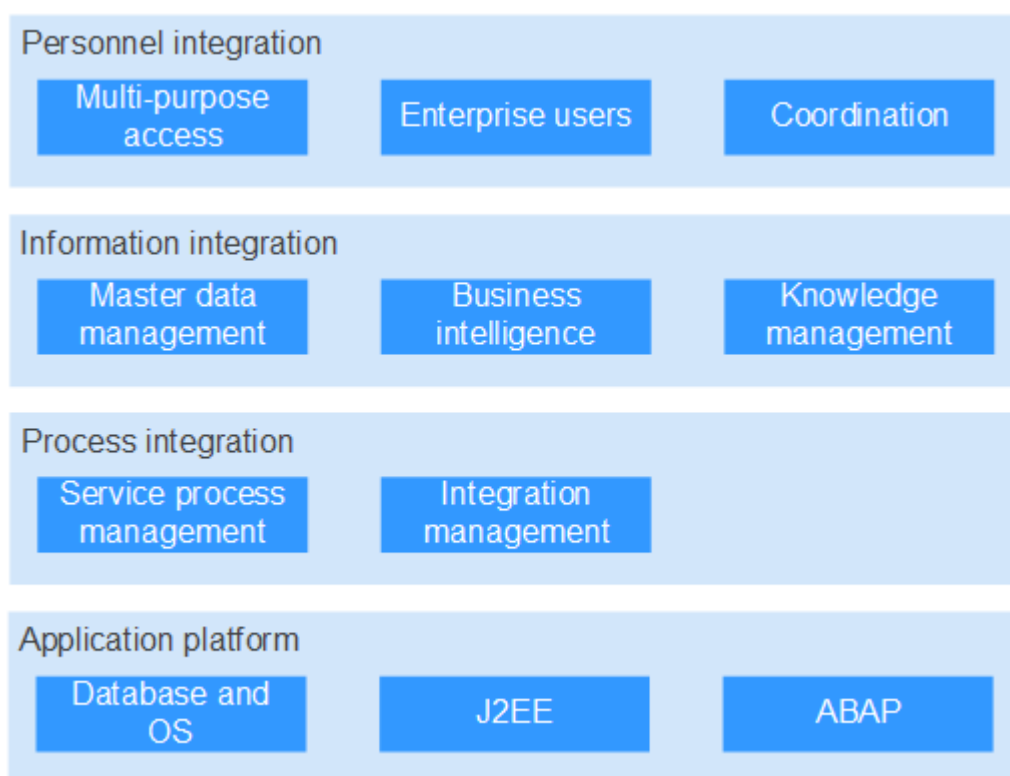 Personnel integration
Multi-purpose
access
Enterprise users
Coordination
Information integration
Master data
management
Business
intelligence
Knowledge
management
Process integration
Service process
management
Integration
management
Application platform
Database and
OS
J2EE
ABAP